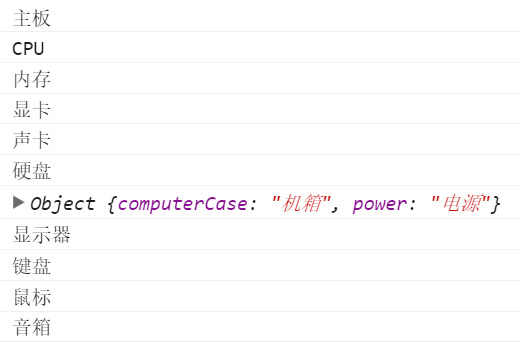 主板
CPU
内存
显卡
声卡
硬盘
Object {computerCase: "机箱", power: "电源"}
显示器
键盘
鼠标
音箱